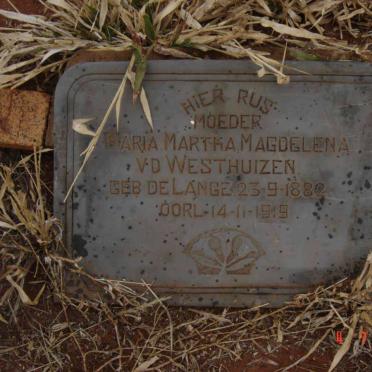 HIER RUS
MOEDER
MARIA MARTHA MAGDELENA
V.D WESTHUIZEN
GEB DE LANGE 23-9-1882
OORL-14-11-1919